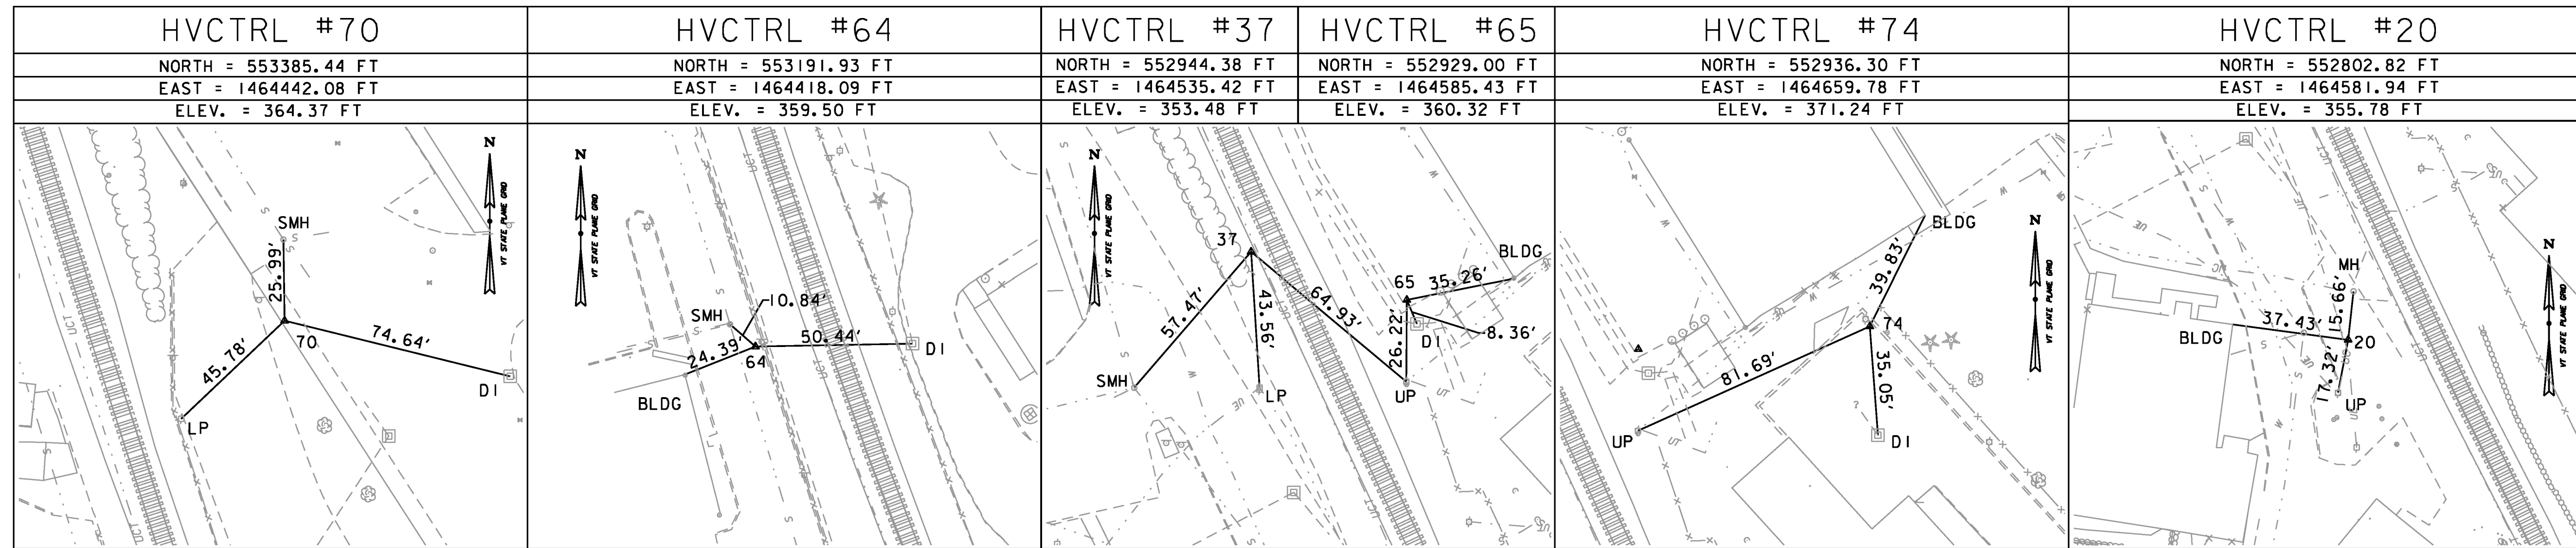 HVCTRL #70
NORTH = 553385.44 FT
EAST = 1464442.08 FT
ELEV. = 364.37 FT
N
VT STATE PLANE GRID
SMH
25.99'
70
74.64'
45.78'
LP
DI
UCT
HVCTRL #64
NORTH = 553191.93 FT
EAST = 1464418.09 FT
ELEV. = 359.50 FT
N
VT STATE PLANE GRID
UCT
10.84'
SMH
50.44'
DI
24.39'
64
BLDG
HVCTRL #37
NORTH = 552944.38 FT
EAST = 1464535.42 FT
ELEV. = 353.48 FT
HVCTRL #65
NORTH = 552929.00 FT
EAST = 1464585.43 FT
ELEV. = 360.32 FT
N
VT STATE PLANE GRID
37
BLDG
65
35.26'
57.47'
43.56'
64.93'
26.22'
DI
8.36'
SMH
LP
UP
UE
HVCTRL #74
NORTH = 552936.30 FT
EAST = 1464659.78 FT
ELEV. = 371.24 FT
BLDG
N
VT STATE PLANE GRID
39.83'
74
81.69'
35.05'
UP
DI
HVCTRL #20
NORTH = 552802.82 FT
EAST = 1464581.94 FT
ELEV. = 355.78 FT
N
VT STATE PLANE GRID
MH
15.66'
37.43'
BLDG
20
17.32'
UP